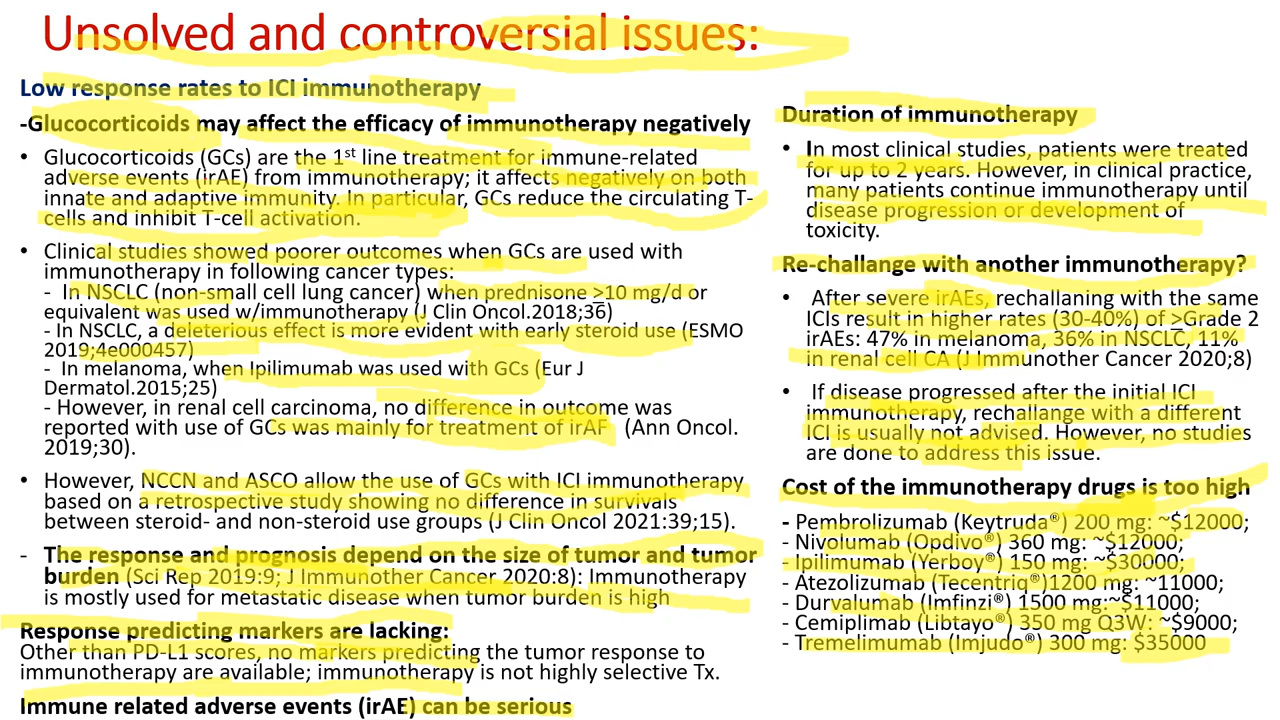 Unsolved and controversial issues:
Low response rates to ICI immunotherapy
-Glucocorticoids may affect the efficacy of immunotherapy negatively
• Glucocorticoids (GCs) are the 1st line treatment for immune-related
adverse events (irAE) from immunotherapy; it affects negatively on both
innate and adaptive immunity. In particular, GCs reduce the circulating T-
cells and inhibit T-cell activation.
• Clinical studies showed poorer outcomes when GCs are used with
immunotherapy in following cancer types:
- In NSCLC (non-small cell lung cancer) when prednisone >10 mg/d or
equivalent was used w/immunotherapy (J Clin Oncol.2018;36)
- In NSCLC, a deleterious effect is more evident with early steroid use (ESMO
2019;4e000457)
- In melanoma, when Ipilimumab was used with GCs (Eur J
Dermatol.2015;25)
- However, in renal cell carcinoma, no difference in outcome was
reported with use of GCs was mainly for treatment of irAF (Ann Oncol.
2019;30).
• However, NCCN and ASCO allow the use of GCs with ICI immunotherapy
based on a retrospective study showing no difference in survivals
between steroid- and non-steroid use groups (J Clin Oncol 2021:39;15).
- The response and prognosis depend on the size of tumor and tumor
burden (Sci Rep 2019:9; J Immunother Cancer 2020:8): Immunotherapy
is mostly used for metastatic disease when tumor burden is high
Response predicting markers are lacking:
Other than PD-L1 scores, no markers predicting the tumor response to
immunotherapy are available; immunotherapy is not highly selective Tx.
Immune related adverse events (irAE) can be serious
Duration of immunotherapy
• In most clinical studies, patients were treated
for up to 2 years. However, in clinical practice,
many patients continue immunotherapy until
disease progression or development of
toxicity.
Re-challange with another immunotherapy?
• After severe irAEs, rechallaning with the same
ICIs result in higher rates (30-40%) of >Grade 2
irAEs: 47% in melanoma, 36% in NSCLC, 11%
in renal cell CA (J Immunother Cancer 2020;8)
• If disease progressed after the initial ICI
immunotherapy, rechallange with a different
ICI is usually not advised. However, no studies
are done to address this issue.
Cost of the immunotherapy drugs is too high
- Pembrolizumab (Keytruda®) 200 mg: ~$12000;
- Nivolumab (Opdivo®) 360 mg: ~$12000;
- Ipilimumab (Yerboy®) 150 mg: ~$30000;
- Atezolizumab (Tecentriq®)1200 mg: ~11000;
- Durvalumab (Imfinzi®) 1500 mg:~$11000;
- Cemiplimab (Libtayo®) 350 mg Q3W: ~$9000;
- Tremelimumab (Imjudo®) 300 mg: $35000